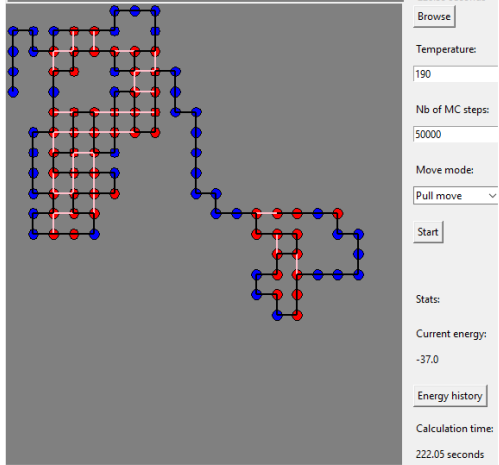 Browse
Temperature:
190
Nb of MC steps:
50000
Move mode:
Pull move
Start
Stats:
Current energy:
-37.0
Energy history
Calculation time:
222.05 seconds